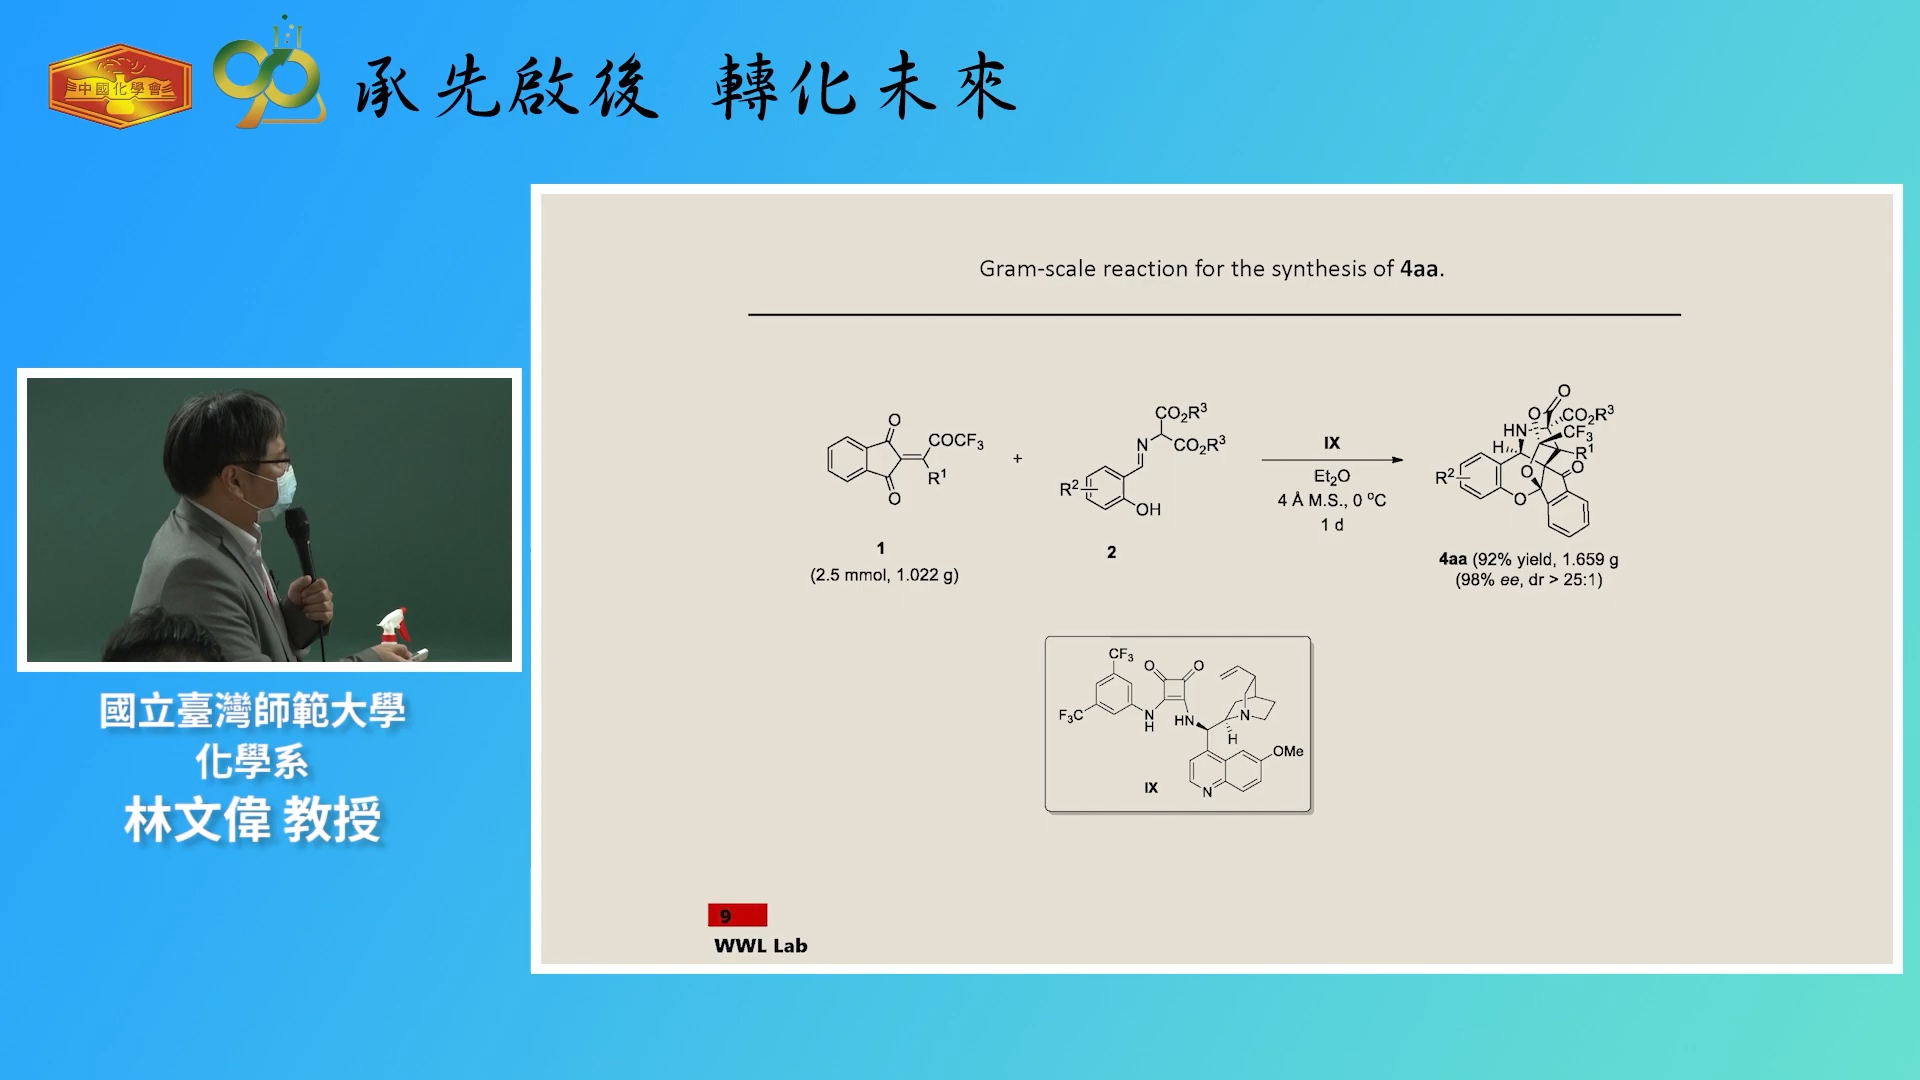 中國化學會
90
承先啟後 轉化未來
Gram-scale reaction for the synthesis of 4aa.
O
COCF3
R1
O
1
(2.5 mmol, 1.022 g)
+
CO2R3
N
CO2R3
R2
OH
2
IX
Et2O
4 Å M.S., 0 ºC
1 d
O
O
CO2R3
HN
CF3
H
R1
O
O
R2
O
4aa (92% yield, 1.659 g
(98% ee, dr > 25:1)
CF3
O
O
F3C
N
H
HN
N
H
OMe
N
IX
9
WWL Lab
國立臺灣師範大學
化學系
林文偉 教授